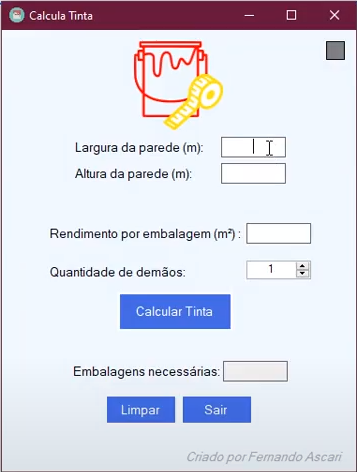 Calcula Tinta
Largura da parede (m):
Altura da parede (m):
Rendimento por embalagem (m²) :
Quantidade de demãos: 1
Calcular Tinta
Embalagens necessárias:
Limpar Sair
Criado por Fernando Ascari